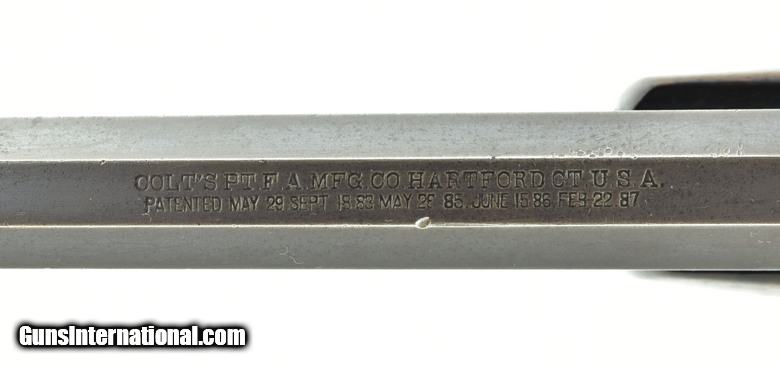 COLT'S PT. F. A. MFG. CO. HARTFORD CT. U. S. A.
PATENTED MAY 29 SEPT 18.83 MAY 26 85. JUNE 15 86 FEB 22 87
GunsInternational.com